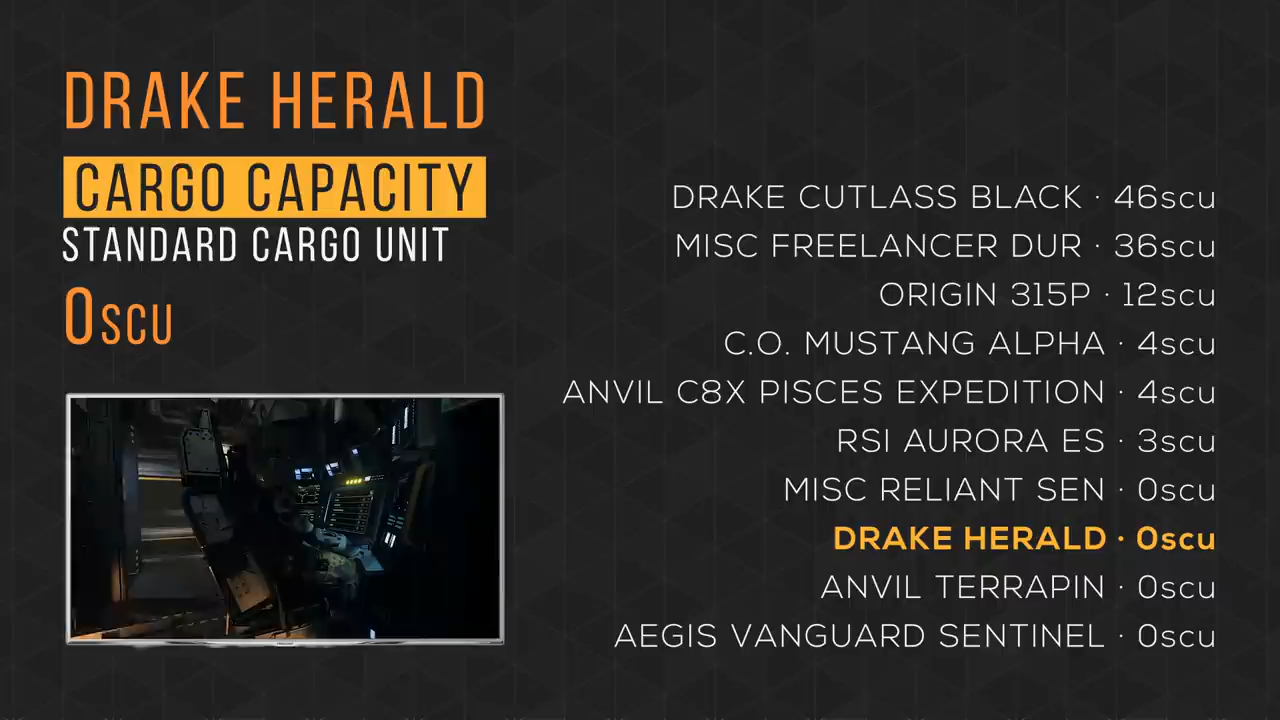 DRAKE HERALD
CARGO CAPACITY
STANDARD CARGO UNIT
0scu
DRAKE CUTLASS BLACK · 46scu
MISC FREELANCER DUR · 36scu
ORIGIN 315P · 12scu
C.O. MUSTANG ALPHA · 4scu
ANVIL C8X PISCES EXPEDITION · 4scu
RSI AURORA ES · 3scu
MISC RELIANT SEN · 0scu
DRAKE HERALD · 0scu
ANVIL TERRAPIN · 0scu
AEGIS VANGUARD SENTINEL · 0scu